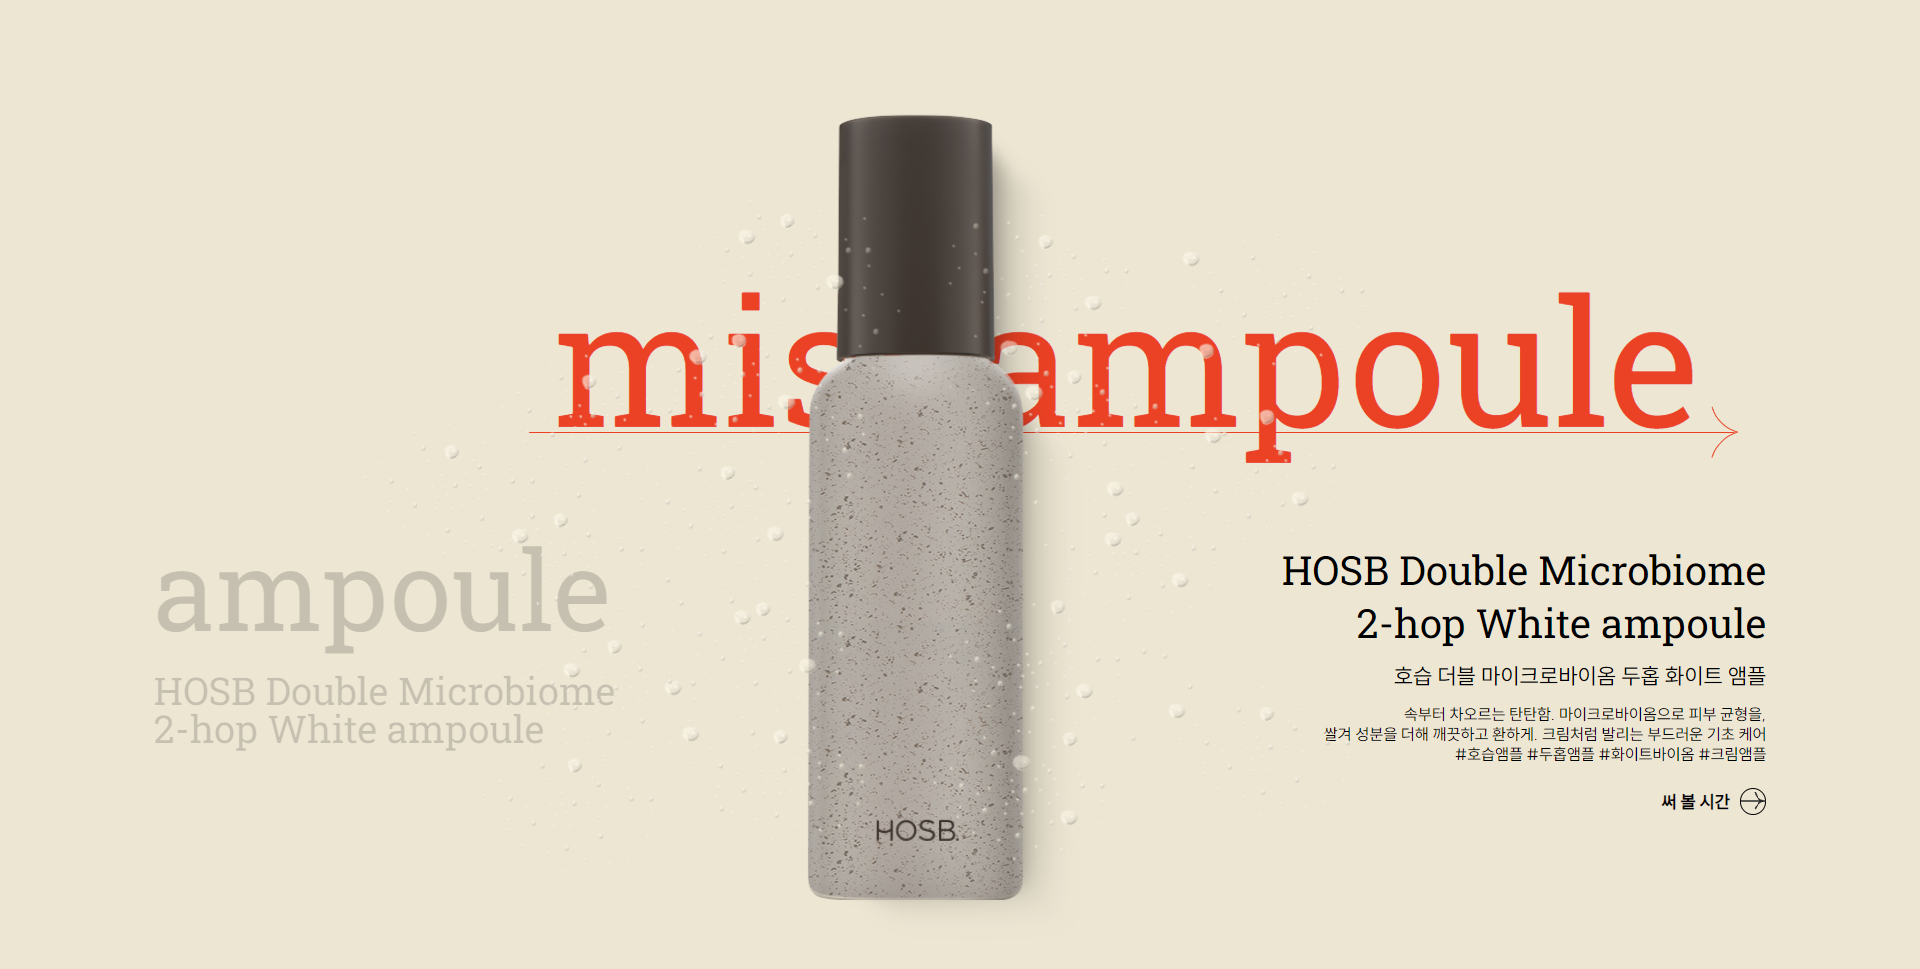 mis ampoule
ampoule
HOSB Double Microbiome
2-hop White ampoule
HOSB.
HOSB Double Microbiome
2-hop White ampoule
호습 더블 마이크로바이옴 두홉 화이트 앰플
속부터 차오르는 탄탄함. 마이크로바이옴으로 피부 균형을,
쌀겨 성분을 더해 깨끗하고 환하게. 크림처럼 발리는 부드러운 기초 케어
#호습앰플 #두홉앰플 #화이트바이옴 #크림앰플
써 볼 시간